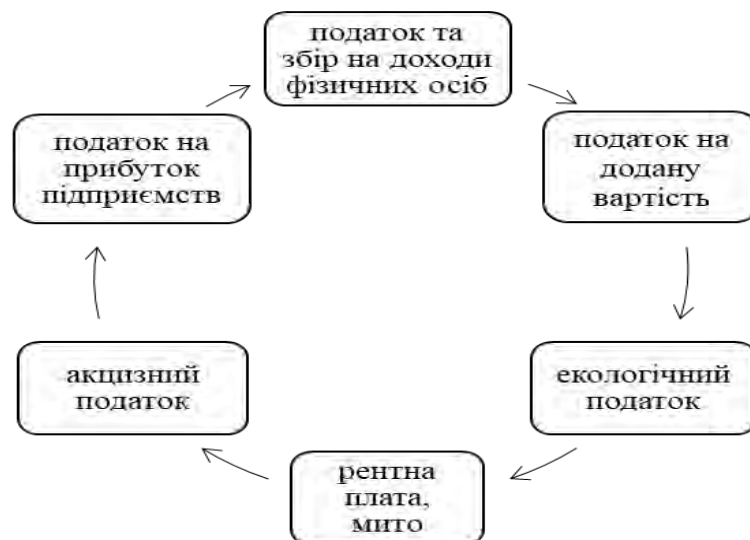 податок та
збір на доходи
фізичних осіб
податок на
додану
вартість
екологічний
податок
рентна
плата,
мито
акцизний
податок
податок на
прибуток
підприємств